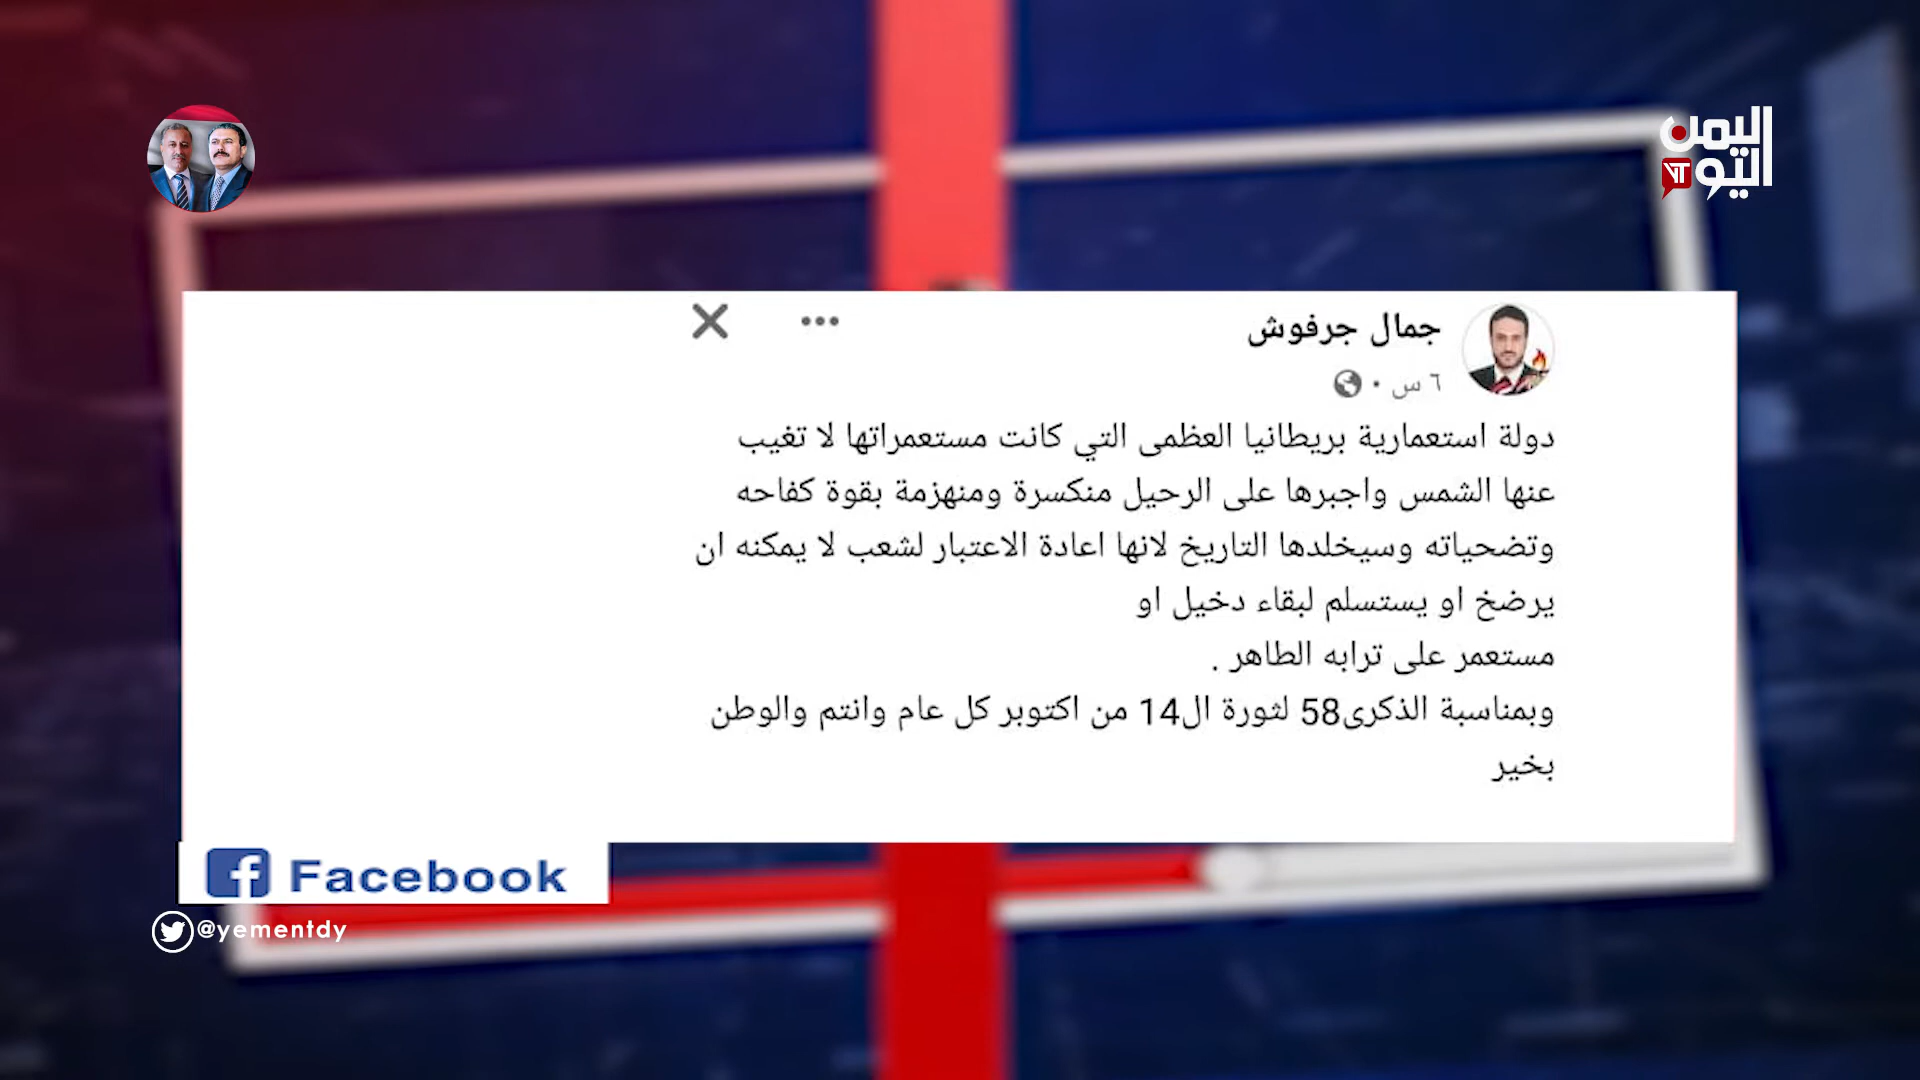 اليمن
اليوم
YT
جمال جرفوش
٦ س •
دولة استعمارية بريطانيا العظمى التي كانت مستعمراتها لا تغيب
عنها الشمس واجبرها على الرحيل منكسرة ومنهزمة بقوة كفاحه
وتضحياته وسيخلدها التاريخ لانها اعادة الاعتبار لشعب لا يمكنه ان
يرضخ او يستسلم لبقاء دخيل او
مستعمر على ترابه الطاهر .
وبمناسبة الذكرى58 لثورة ال14 من اكتوبر كل عام وانتم والوطن
بخير
Facebook
@yementdy